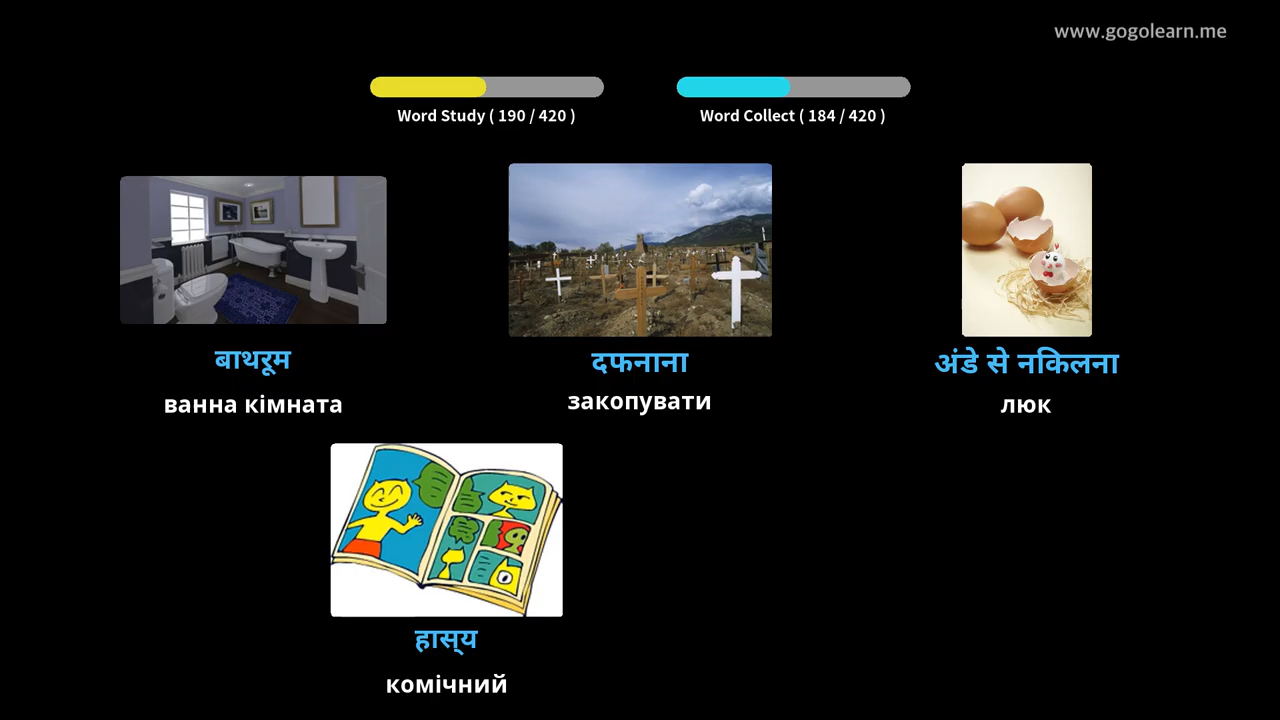 www.gogolearn.me
Word Study ( 190 / 420 )
Word Collect ( 184 / 420 )
बाथरूम
ванна кімната
दफनाना
закопувати
अंडे से नकिलना
люк
हास्य
комічний